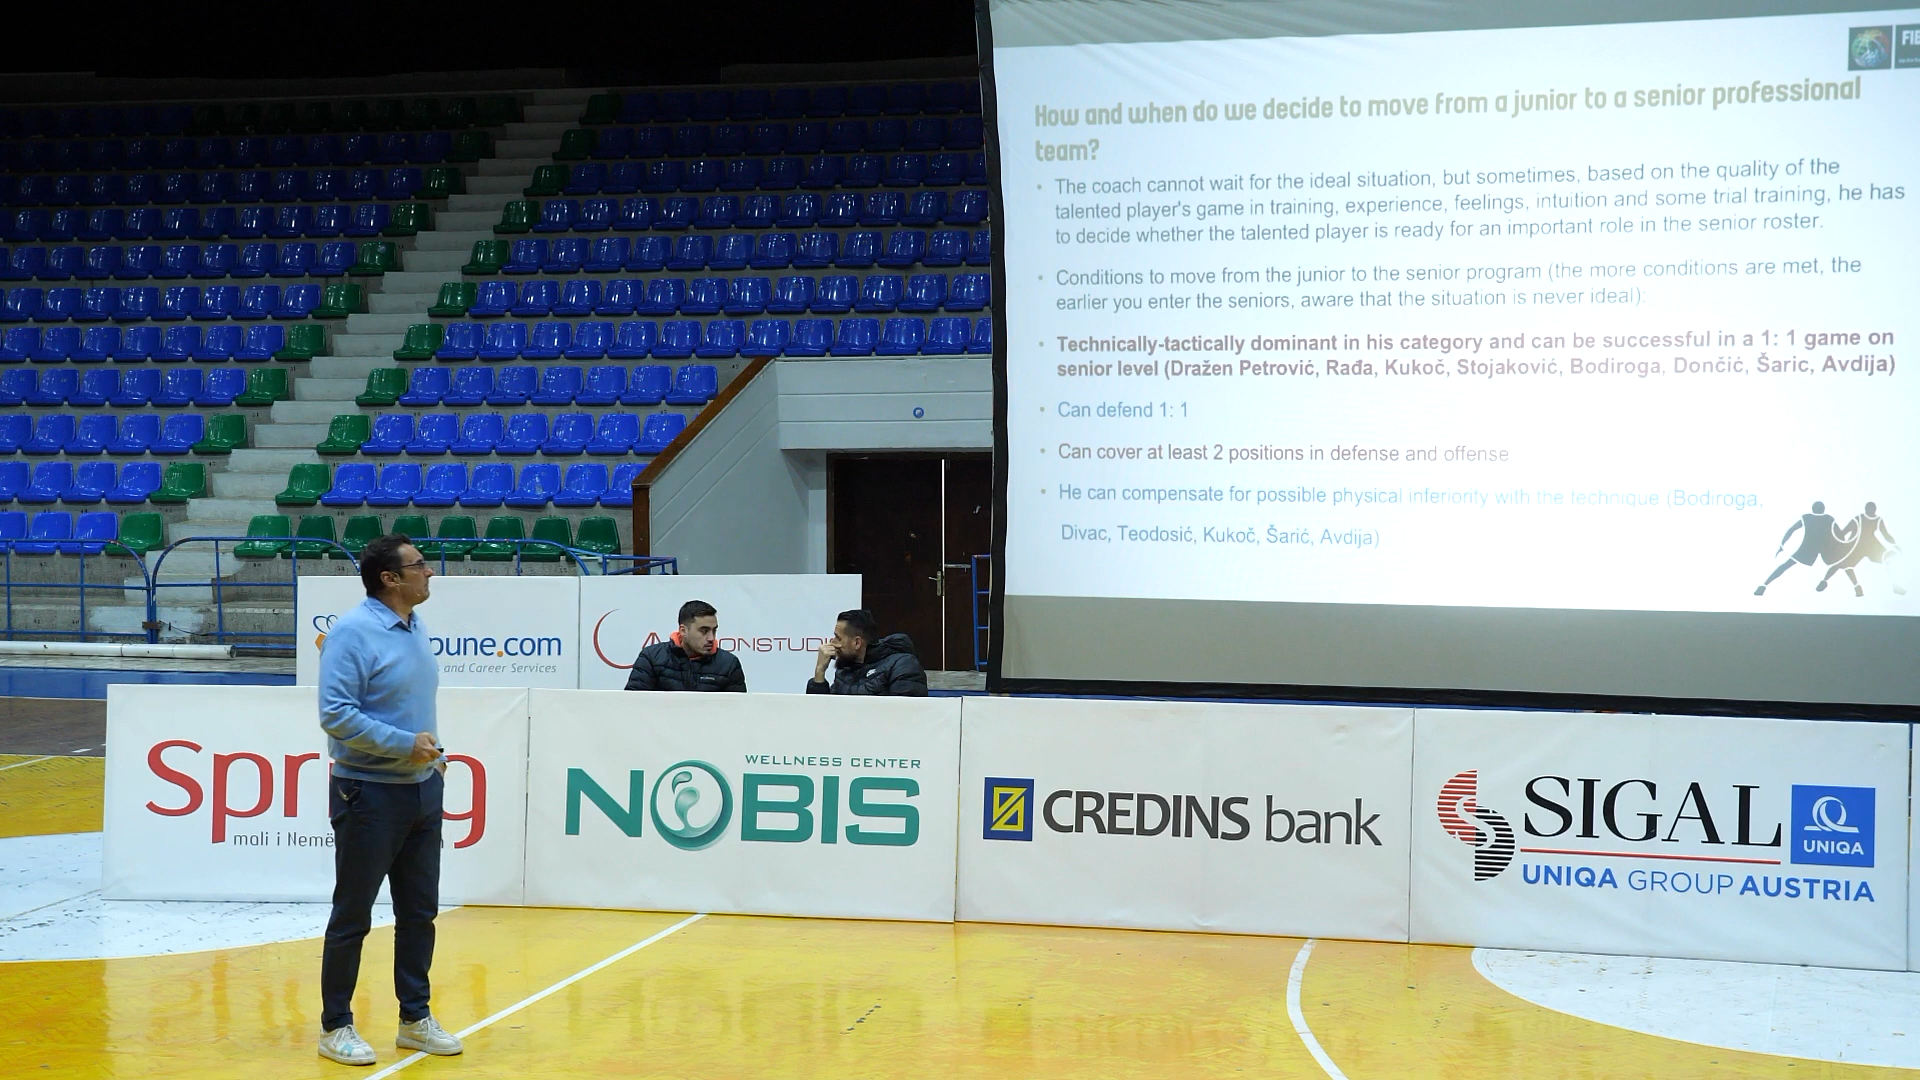 FIB
How and when do we decide to move from a junior to a senior professional
team?
• The coach cannot wait for the ideal situation, but sometimes, based on the quality of the
talented player's game in training, experience, feelings, intuition and some trial training, he has
to decide whether the talented player is ready for an important role in the senior roster.
• Conditions to move from the junior to the senior program (the more conditions are met, the
earlier you enter the seniors, aware that the situation is never ideal):
• Technically-tactically dominant in his category and can be successful in a 1: 1 game on
senior level (Dražen Petrović, Rađa, Kukoč, Stojaković, Bodiroga, Dončić, Šaric, Avdija)
• Can defend 1: 1
• Can cover at least 2 positions in defense and offense
• He can compensate for possible physical inferiority with the technique (Bodiroga,
Divac, Teodosić, Kukoč, Šarić, Avdija)
pune.com
s and Career Services
ONSTUDI
Spr g
mali i Nemë
WELLNESS CENTER
NOBIS
CREDINS bank
SIGAL
UNIQA
UNIQA GROUP AUSTRIA